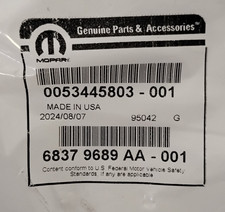 Genuine Parts & Accessories
MOPAR
0053445803 - 001
MADE IN USA
2024/08/07 95042 G
6837 9689 AA - 001
Content conform to U.S. Federal Motor Vehicle Safety
Standards, if any are applicable